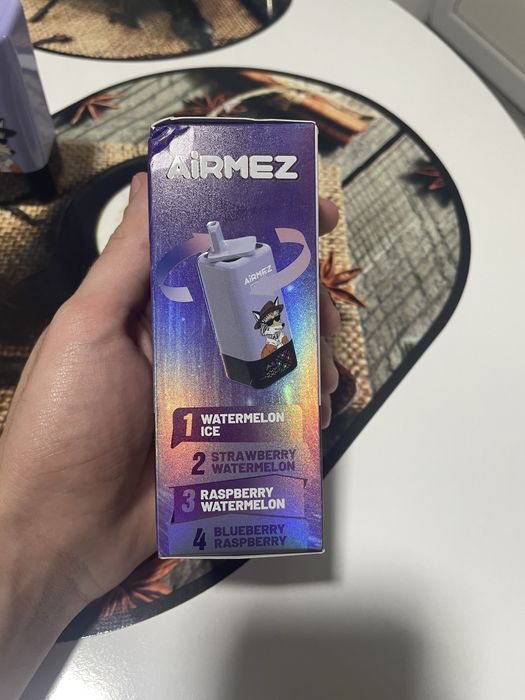 AiRMEZ
AiRMEZ
1 WATERMELON
ICE
2 STRAWBERRY
WATERMELON
3 RASPBERRY
WATERMELON
4 BLUEBERRY
RASPBERRY